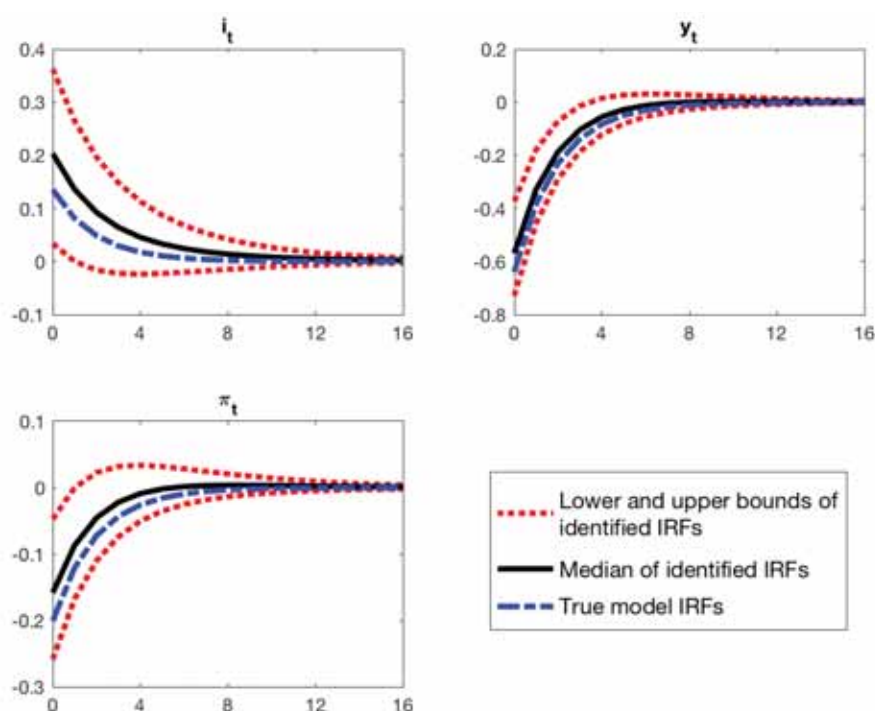 i_t
0.4
0.3
0.2
0.1
0
-0.1
0 4 8 12 16
y_t
0.2
0
-0.2
-0.4
-0.6
-0.8
0 4 8 12 16
π_t
0.1
0
-0.1
-0.2
-0.3
0 4 8 12 16
Lower and upper bounds of
identified IRFs
Median of identified IRFs
True model IRFs